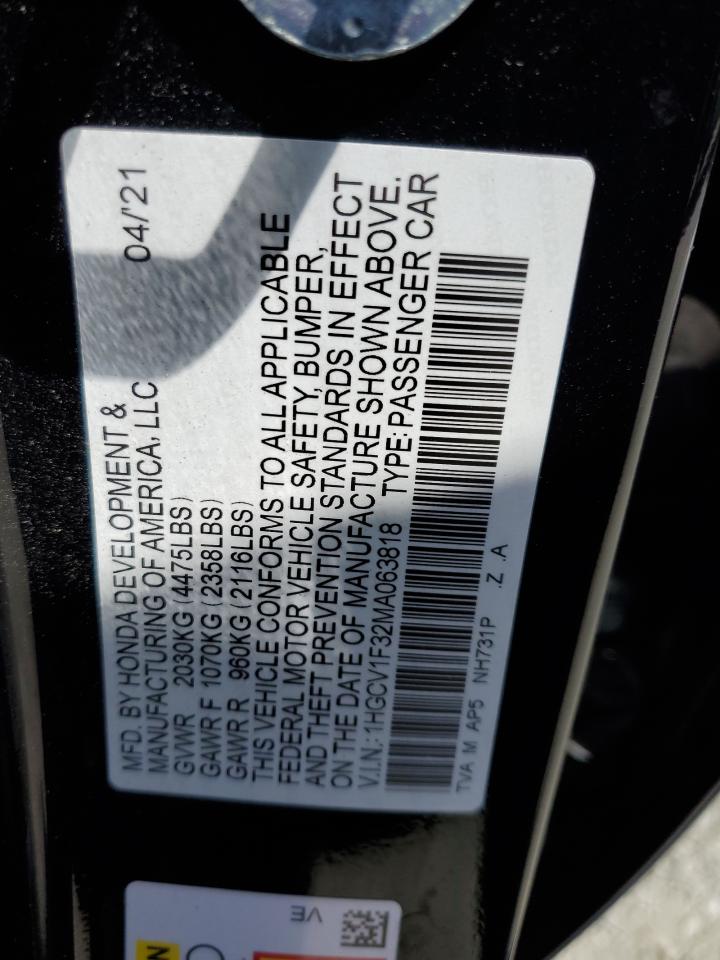 MFD. BY HONDA DEVELOPMENT & 04/'21
MANUFACTURING OF AMERICA, LLC
GVWR 2030KG (4475LBS)
GAWR F 1070KG (2358LBS)
GAWR R 960KG (2116LBS)
THIS VEHICLE CONFORMS TO ALL APPLICABLE
FEDERAL MOTOR VEHICLE SAFETY, BUMPER,
AND THEFT PREVENTION STANDARDS IN EFFECT
ON THE DATE OF MANUFACTURE SHOWN ABOVE.
V.I.N.: 1HGCV1F32MA063818 TYPE: PASSENGER CAR
TVA M AP5 NH731P .Z .A
VE